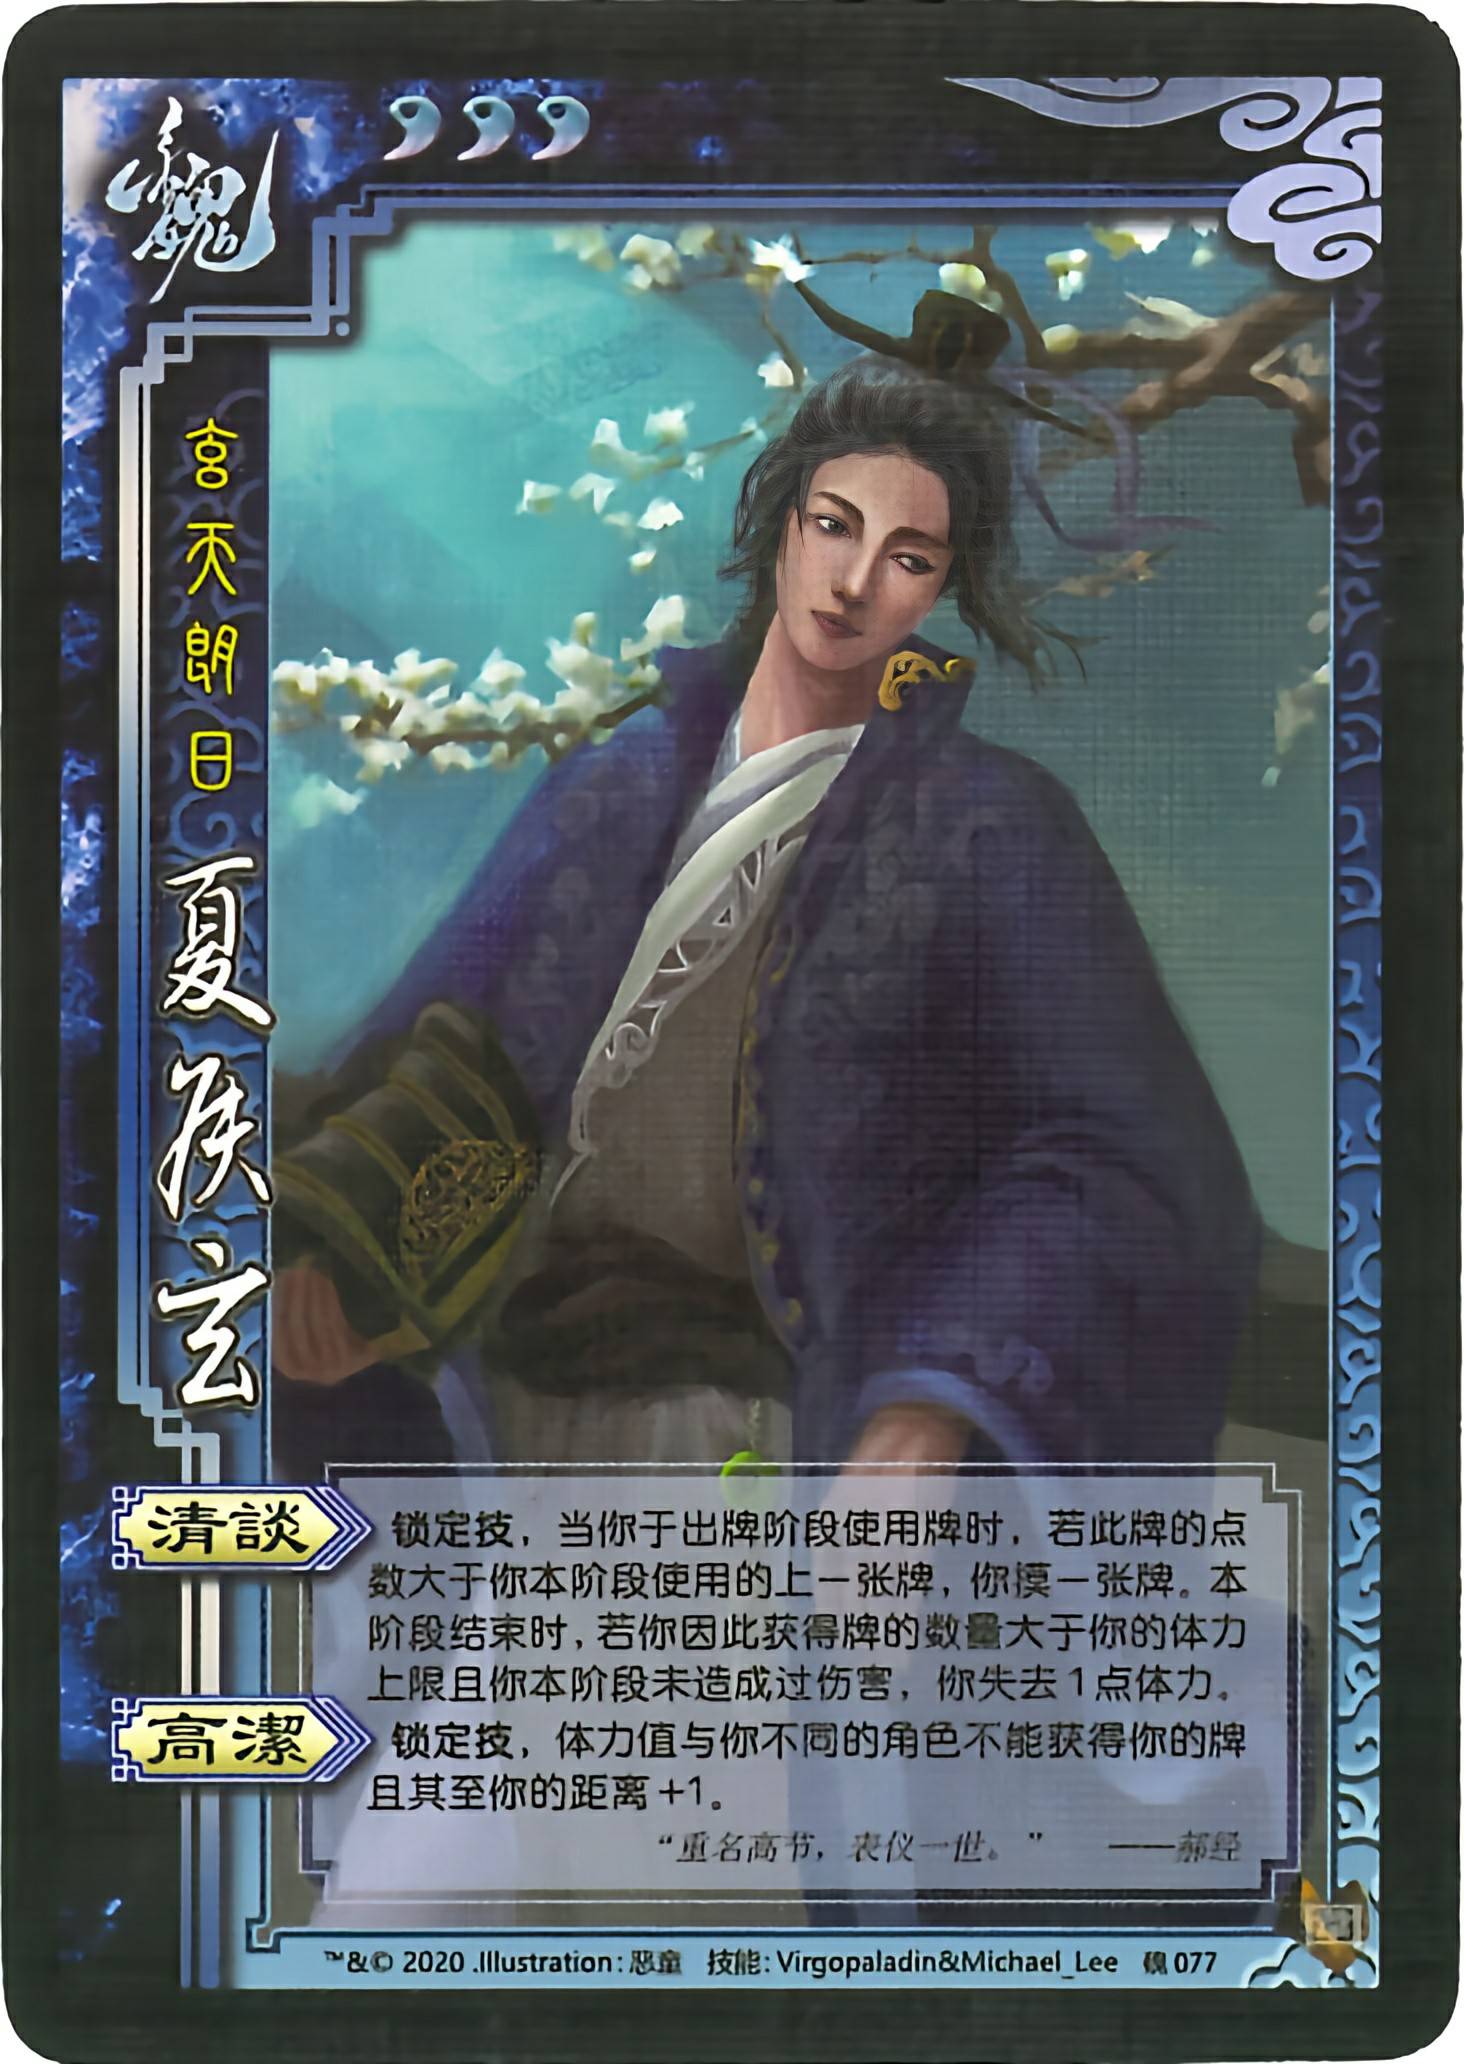 魏
宫天朗日
夏侯玄
清談
锁定技，当你于出牌阶段使用牌时，若此牌的点
数大于你本阶段使用的上一张牌，你摸一张牌。本
阶段结束时，若你因此获得牌的数量大于你的体力
上限且你本阶段未造成过伤害，你失去1点体力。
高潔
锁定技，体力值与你不同的角色不能获得你的牌
且其至你的距离+1。
“重名高节，表仪一世。” ——郝经
™&© 2020 .Illustration：恶童 技能：Virgopaladin&Michael_Lee 魏 077